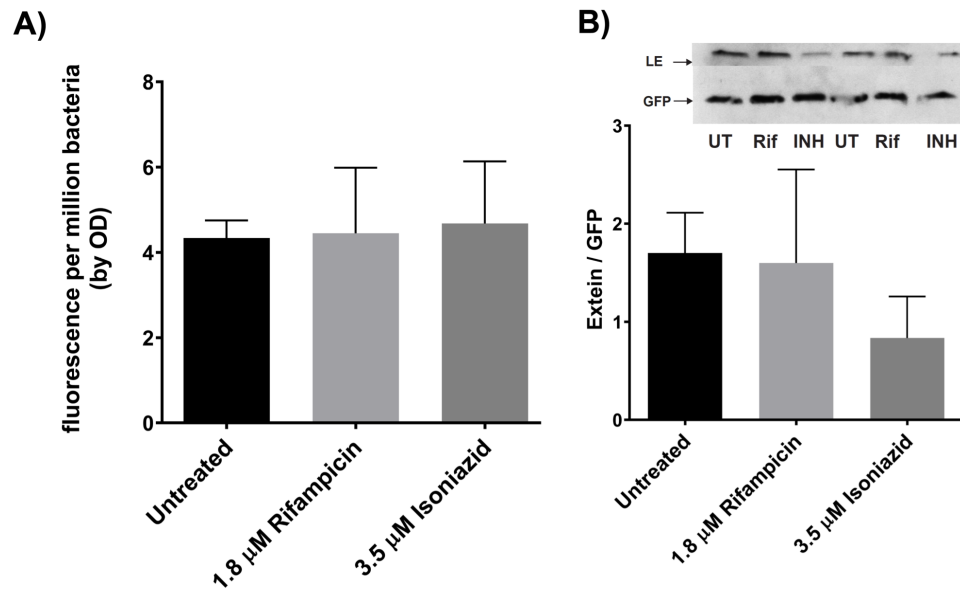 A)
fluorescence per million bacteria
(by OD)
8
6
4
2
0
Untreated
1.8 μM Rifampicin
3.5 μM Isoniazid
B)
LE
GFP
UT Rif INH UT Rif INH
Extein / GFP
3
2
1
0
Untreated
1.8 μM Rifampicin
3.5 μM Isoniazid